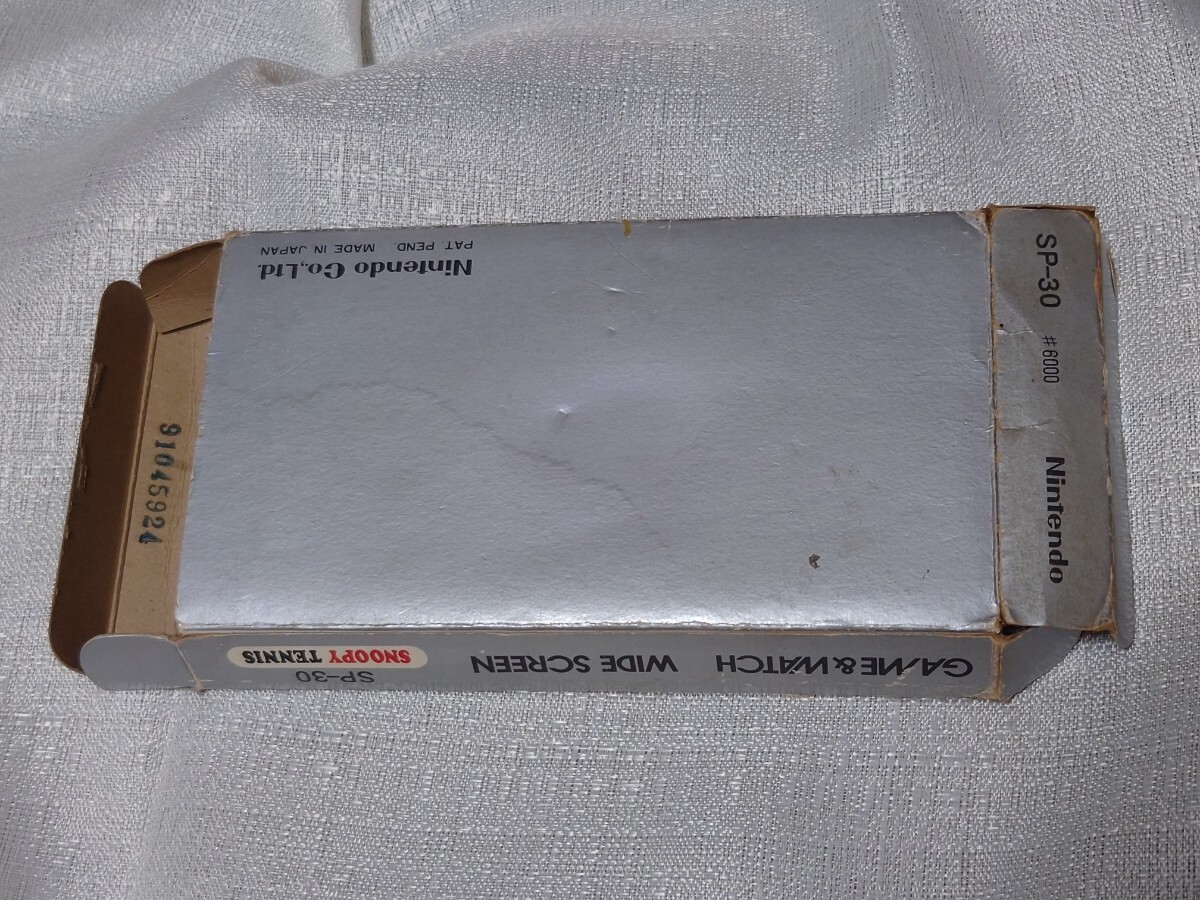 Nintendo Co.,Ltd.
PAT. PEND. MADE IN JAPAN
SP-30 #6000 Nintendo
91045924
GAME & WATCH WIDE SCREEN SNOOPY TENNIS
SP-30